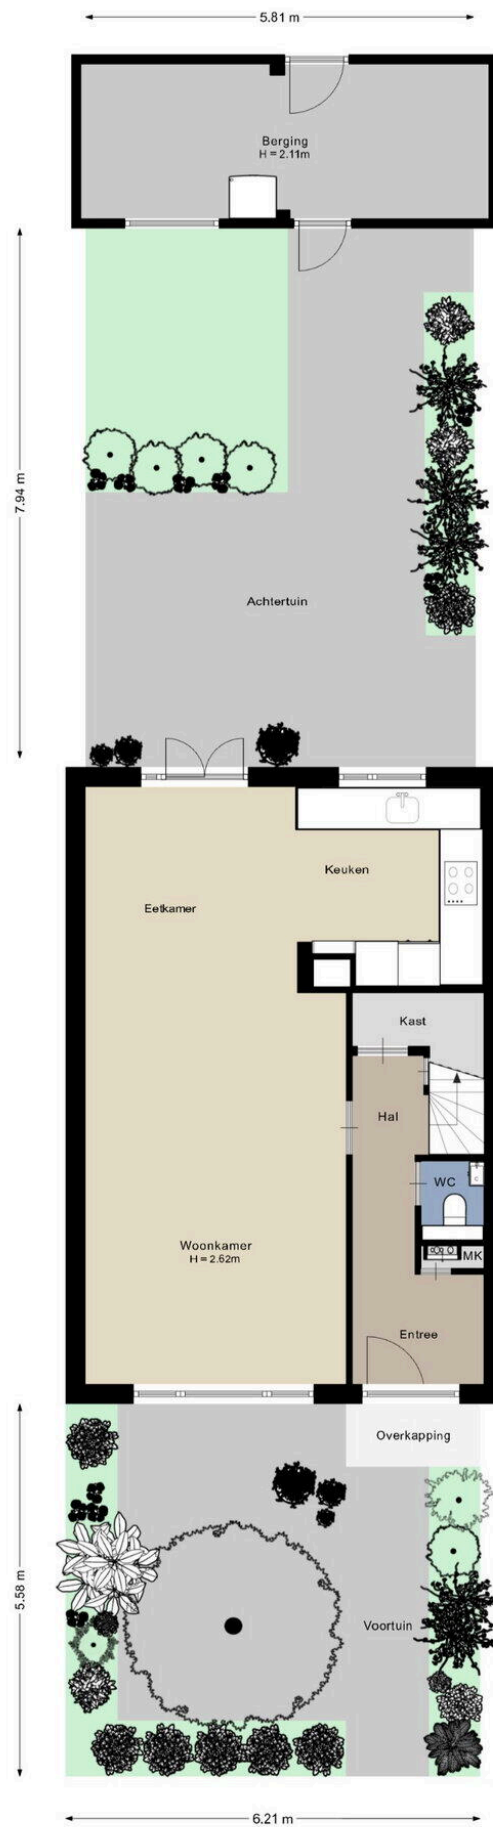 5.81 m
Berging
H = 2.11m
7.94 m
Achtertuin
Keuken
Eetkamer
Kast
Hal
WC
Woonkamer
H = 2.62m
MK
Entree
Overkapping
5.58 m
Voortuin
6.21 m